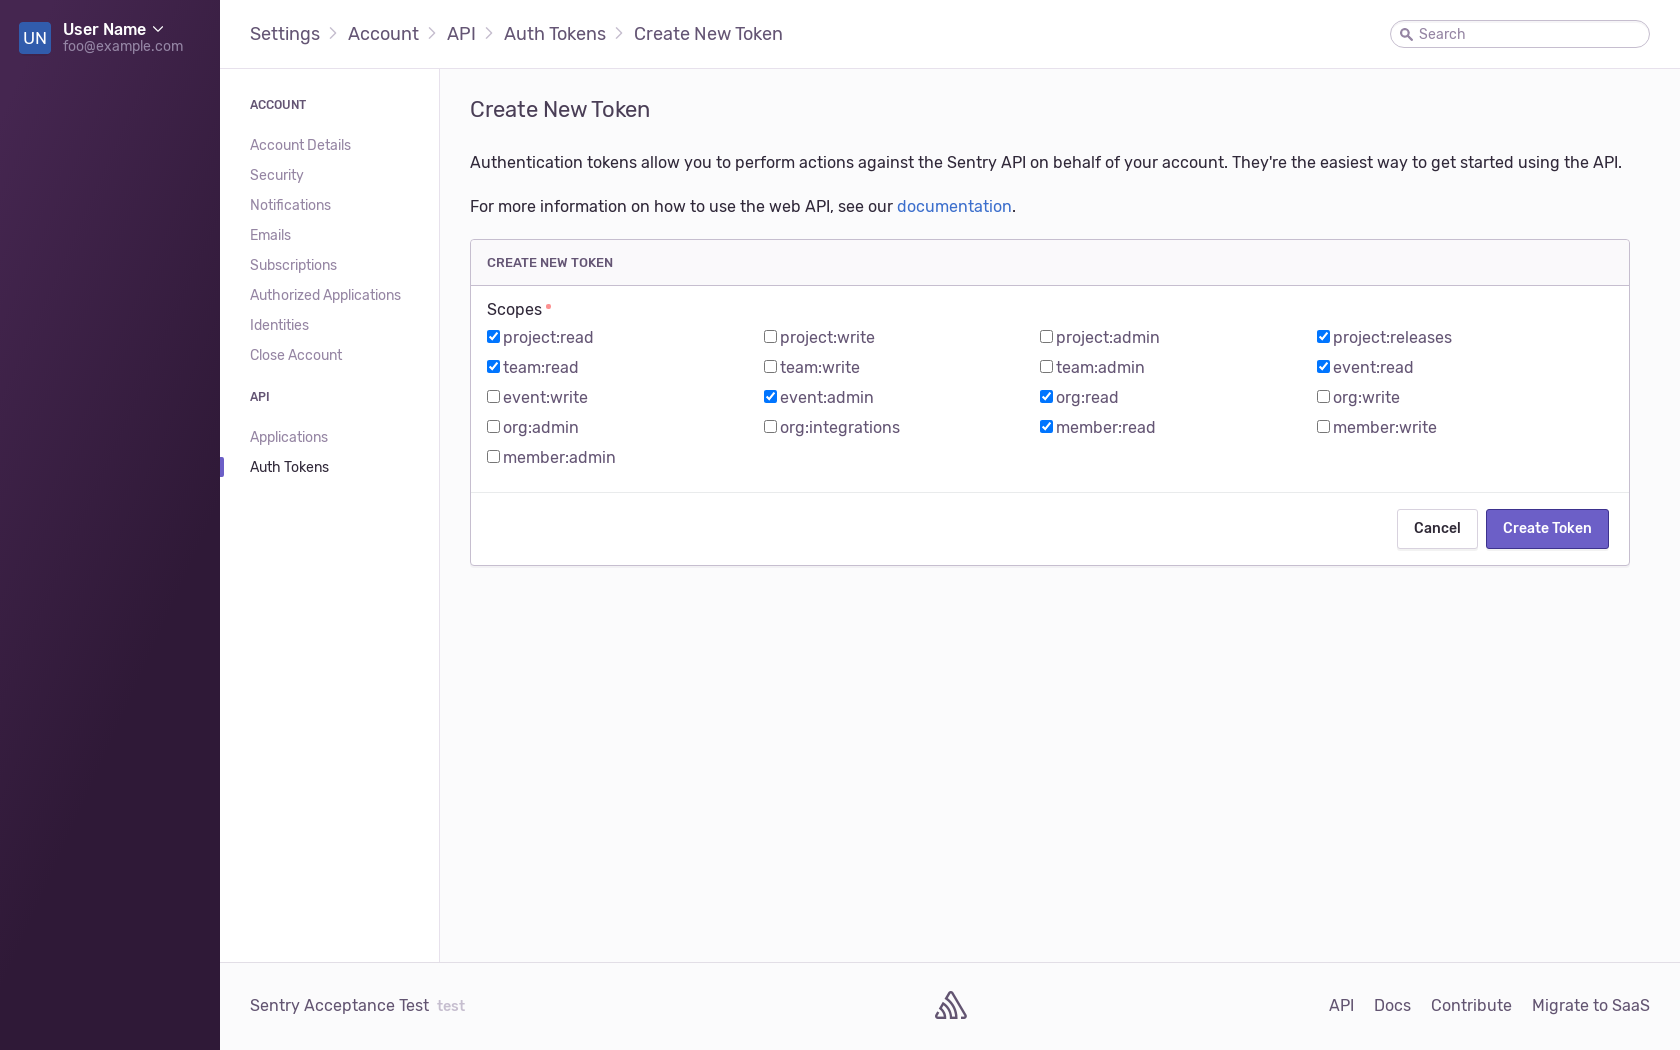 UN
User Name
foo@example.com
Settings Account API Auth Tokens Create New Token
Search
ACCOUNT
Account Details
Security
Notifications
Emails
Subscriptions
Authorized Applications
Identities
Close Account
API
Applications
Auth Tokens
Create New Token
Authentication tokens allow you to perform actions against the Sentry API on behalf of your account. They're the easiest way to get started using the API.
For more information on how to use the web API, see our documentation.
CREATE NEW TOKEN
Scopes
project:read project:write project:admin project:releases
team:read team:write team:admin event:read
event:write event:admin org:read org:write
org:admin org:integrations member:read member:write
member:admin
Cancel Create Token
Sentry Acceptance Test test
API Docs Contribute Migrate to SaaS